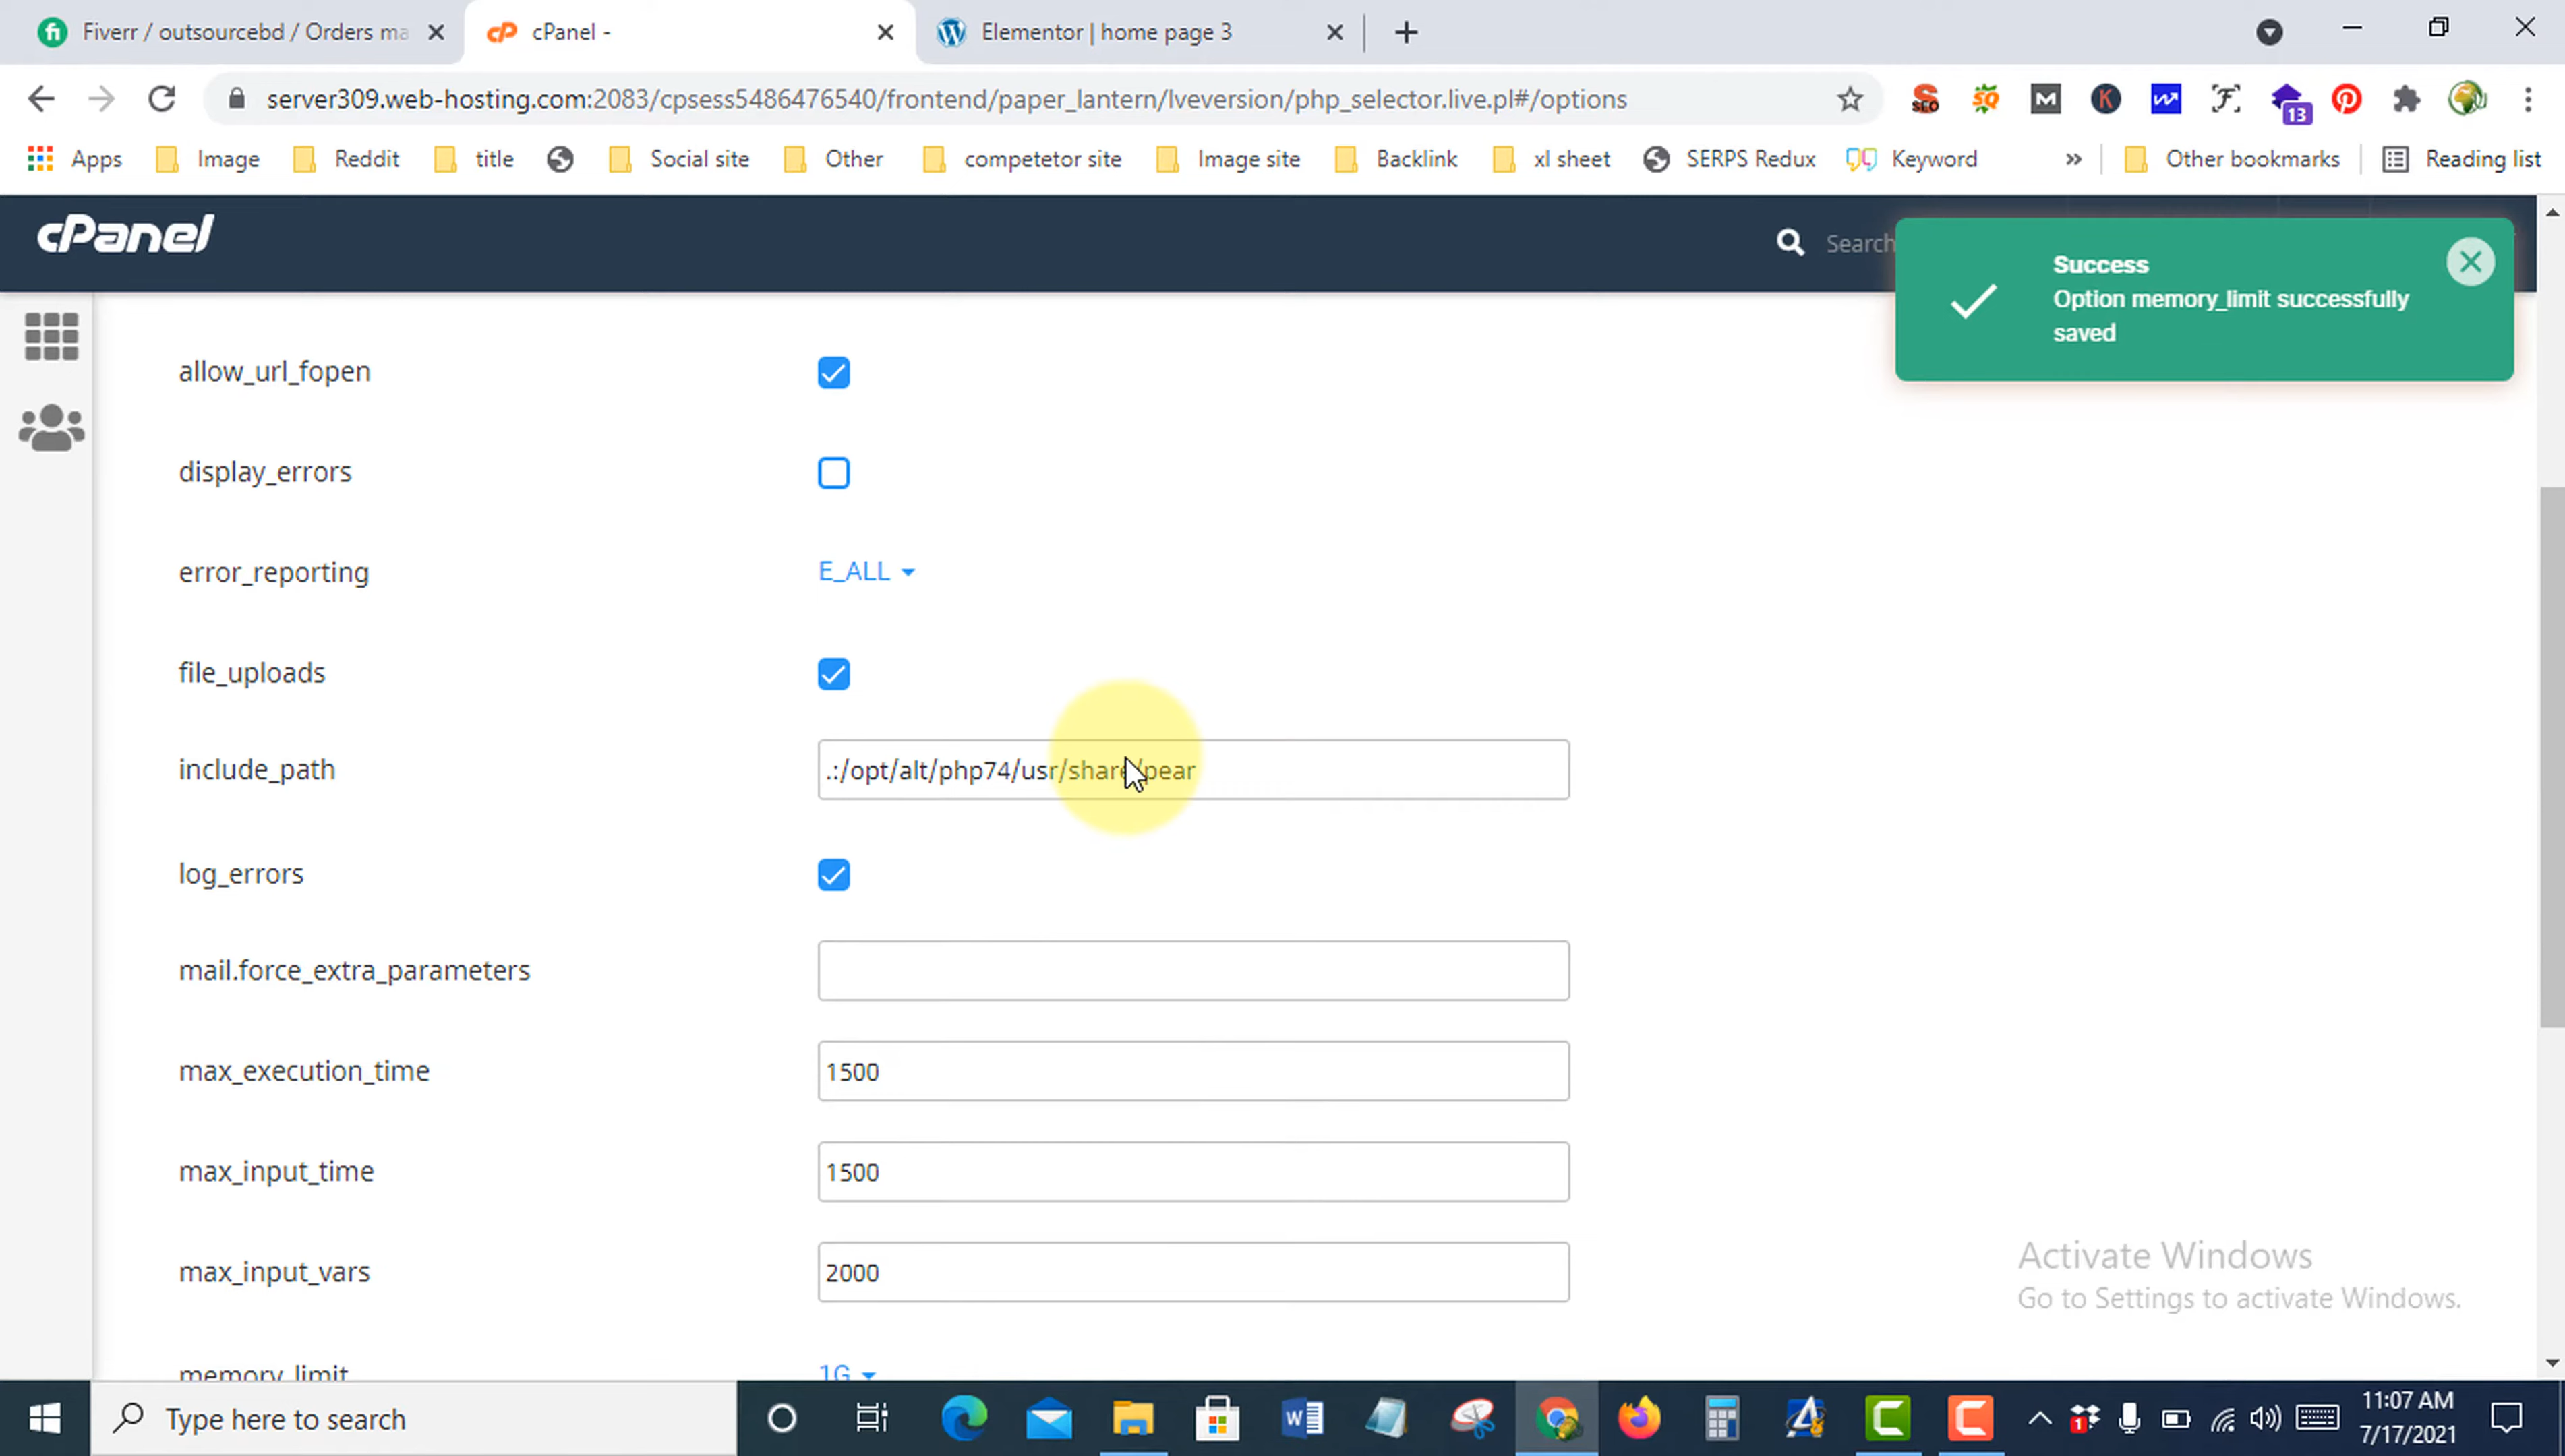 Fiverr / outsourcebd / Orders ma
cPanel -
Elementor | home page 3
server309.web-hosting.com:2083/cpsess5486476540/frontend/paper_lantern/lveversion/php_selector.live.pl#/options
SEO
SQ
M
K
F
13
Apps
Image
Reddit
title
Social site
Other
competetor site
Image site
Backlink
xl sheet
SERPS Redux
Keyword
»
Other bookmarks
Reading list
cPanel
Search
Success
Option memory_limit successfully
saved
allow_url_fopen
display_errors
error_reporting
E_ALL
file_uploads
include_path
.:/opt/alt/php74/usr/share/pear
log_errors
mail.force_extra_parameters
max_execution_time
1500
max_input_time
1500
max_input_vars
2000
memory_limit
1G
Activate Windows
Go to Settings to activate Windows.
Type here to search
1
11:07 AM
7/17/2021